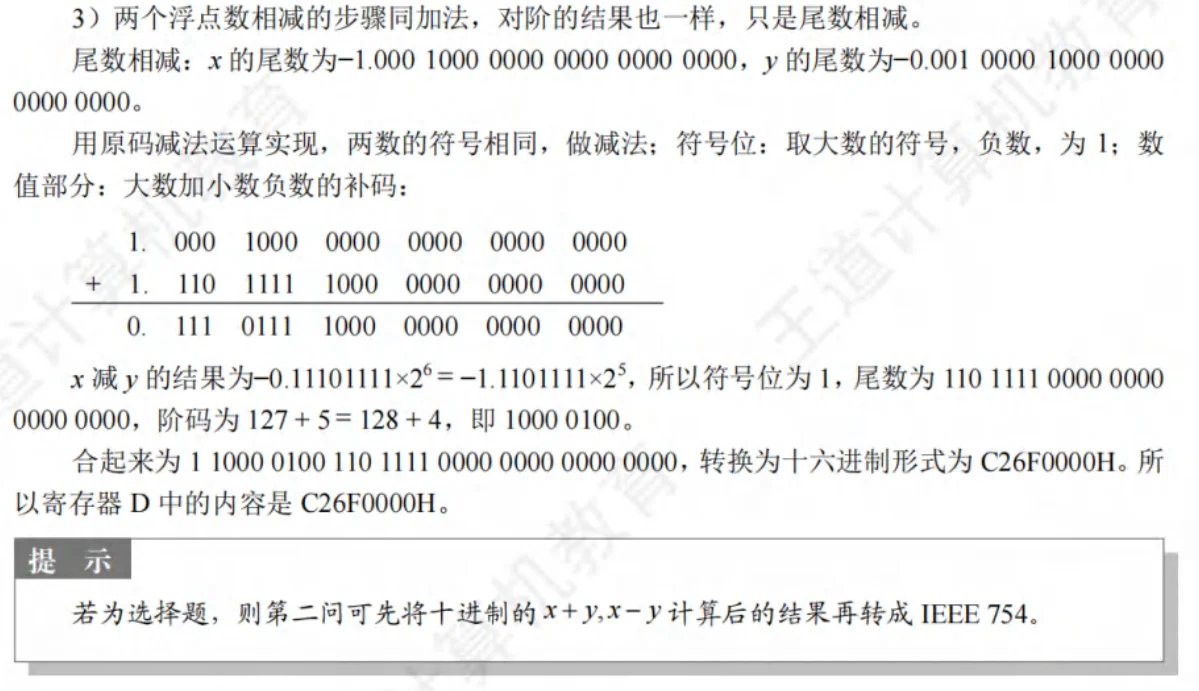 3）两个浮点数相减的步骤同加法，对阶的结果也一样，只是尾数相减。
尾数相减：x 的尾数为−1.000 1000 0000 0000 0000 0000，y 的尾数为−0.001 0000 1000 0000
0000 0000。
用原码减法运算实现，两数的符号相同，做减法；符号位：取大数的符号，负数，为 1；数
值部分：大数加小数负数的补码：
1. 000 1000 0000 0000 0000 0000
+ 1. 110 1111 1000 0000 0000 0000
0. 111 0111 1000 0000 0000 0000
x 减 y 的结果为−0.11101111×2⁶ = −1.1101111×2⁵，所以符号位为 1，尾数为 110 1111 0000 0000
0000 0000，阶码为 127 + 5 = 128 + 4，即 1000 0100。
合起来为 1 1000 0100 110 1111 0000 0000 0000 0000，转换为十六进制形式为 C26F0000H。所
以寄存器 D 中的内容是 C26F0000H。
提 示
若为选择题，则第二问可先将十进制的 x + y, x − y 计算后的结果再转成 IEEE 754。
王道计算机教育